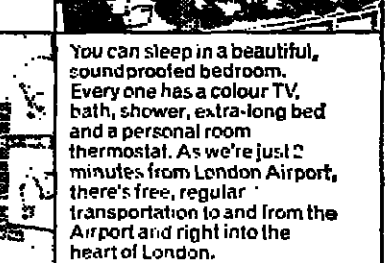 You can sleep in a beautiful,
soundproofed bedroom.
Every one has a colour TV,
bath, shower, extra-long bed
and a personal room
thermostat. As we're just 2
minutes from London Airport,
there's free, regular
transportation to and from the
Airport and right into the
heart of London.